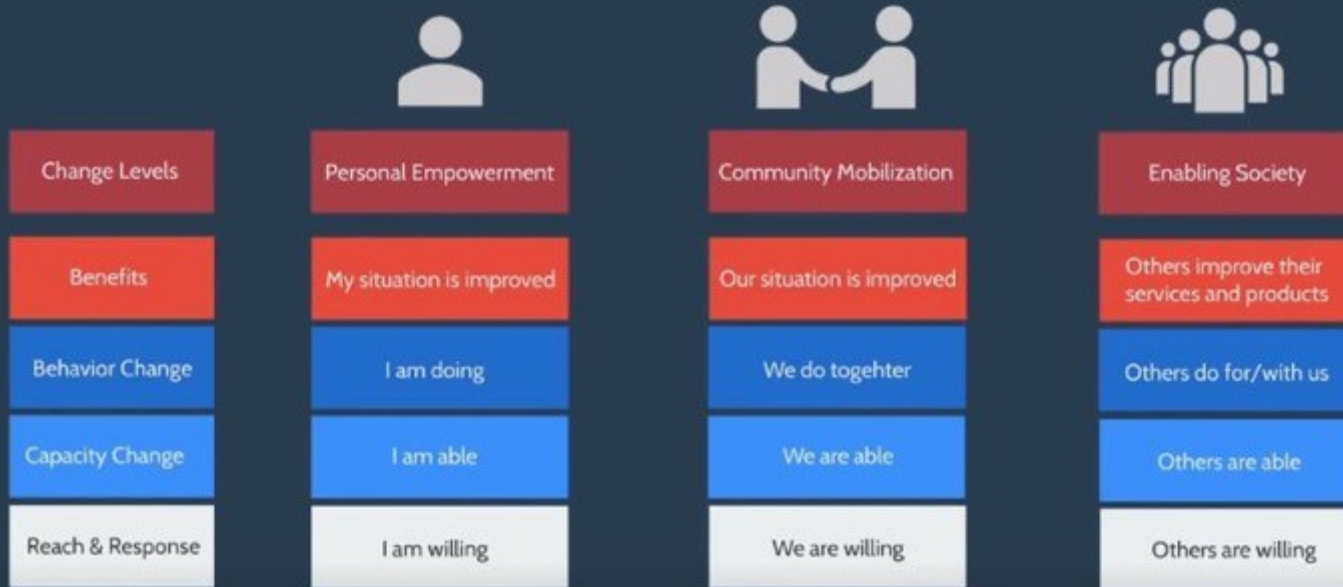 Change Levels
Personal Empowerment
Community Mobilization
Enabling Society
Benefits
My situation is improved
Our situation is improved
Others improve their
services and products
Behavior Change
I am doing
We do togehter
Others do for/with us
Capacity Change
I am able
We are able
Others are able
Reach & Response
I am willing
We are willing
Others are willing